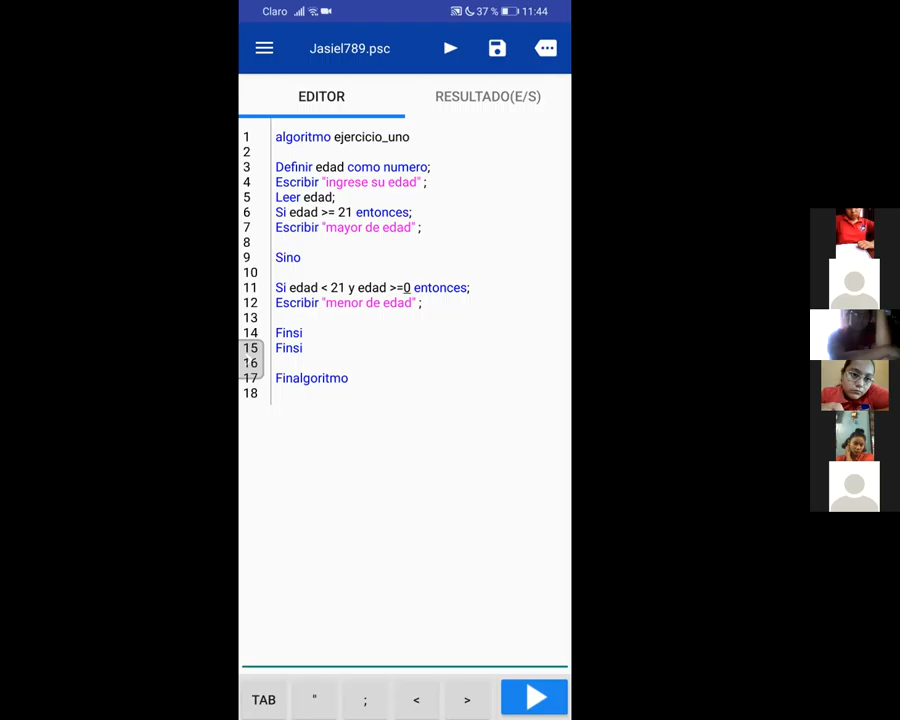 Claro 37 % 11:44
Jasiel789.psc
EDITOR RESULTADO(E/S)
1 algoritmo ejercicio_uno
2
3 Definir edad como numero;
4 Escribir "ingrese su edad" ;
5 Leer edad;
6 Si edad >= 21 entonces;
7 Escribir "mayor de edad" ;
8
9 Sino
10
11 Si edad < 21 y edad >=0 entonces;
12 Escribir "menor de edad" ;
13
14 Finsi
15 Finsi
16
17 Finalgoritmo
18
TAB " ; < >